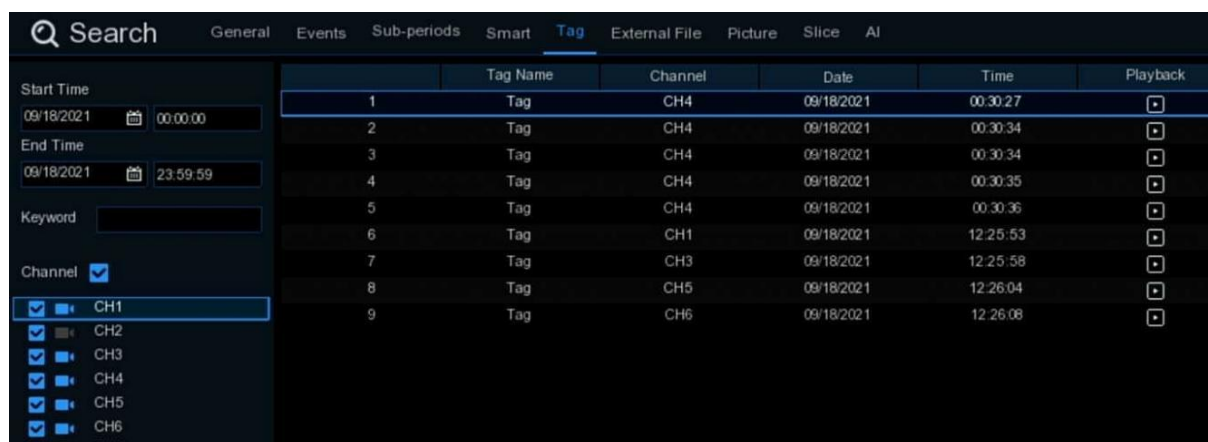 Search General Events Sub-periods Smart Tag External File Picture Slice AI
Start Time
09/18/2021 00:00:00
End Time
09/18/2021 23:59:59
Keyword
Channel
CH1
CH2
CH3
CH4
CH5
CH6
Tag Name Channel Date Time Playback
1 Tag CH4 09/18/2021 00:30:27
2 Tag CH4 09/18/2021 00:30:34
3 Tag CH4 09/18/2021 00:30:34
4 Tag CH4 09/18/2021 00:30:35
5 Tag CH4 09/18/2021 00:30:36
6 Tag CH1 09/18/2021 12:25:53
7 Tag CH3 09/18/2021 12:25:58
8 Tag CH5 09/18/2021 12:26:04
9 Tag CH6 09/18/2021 12:26:08